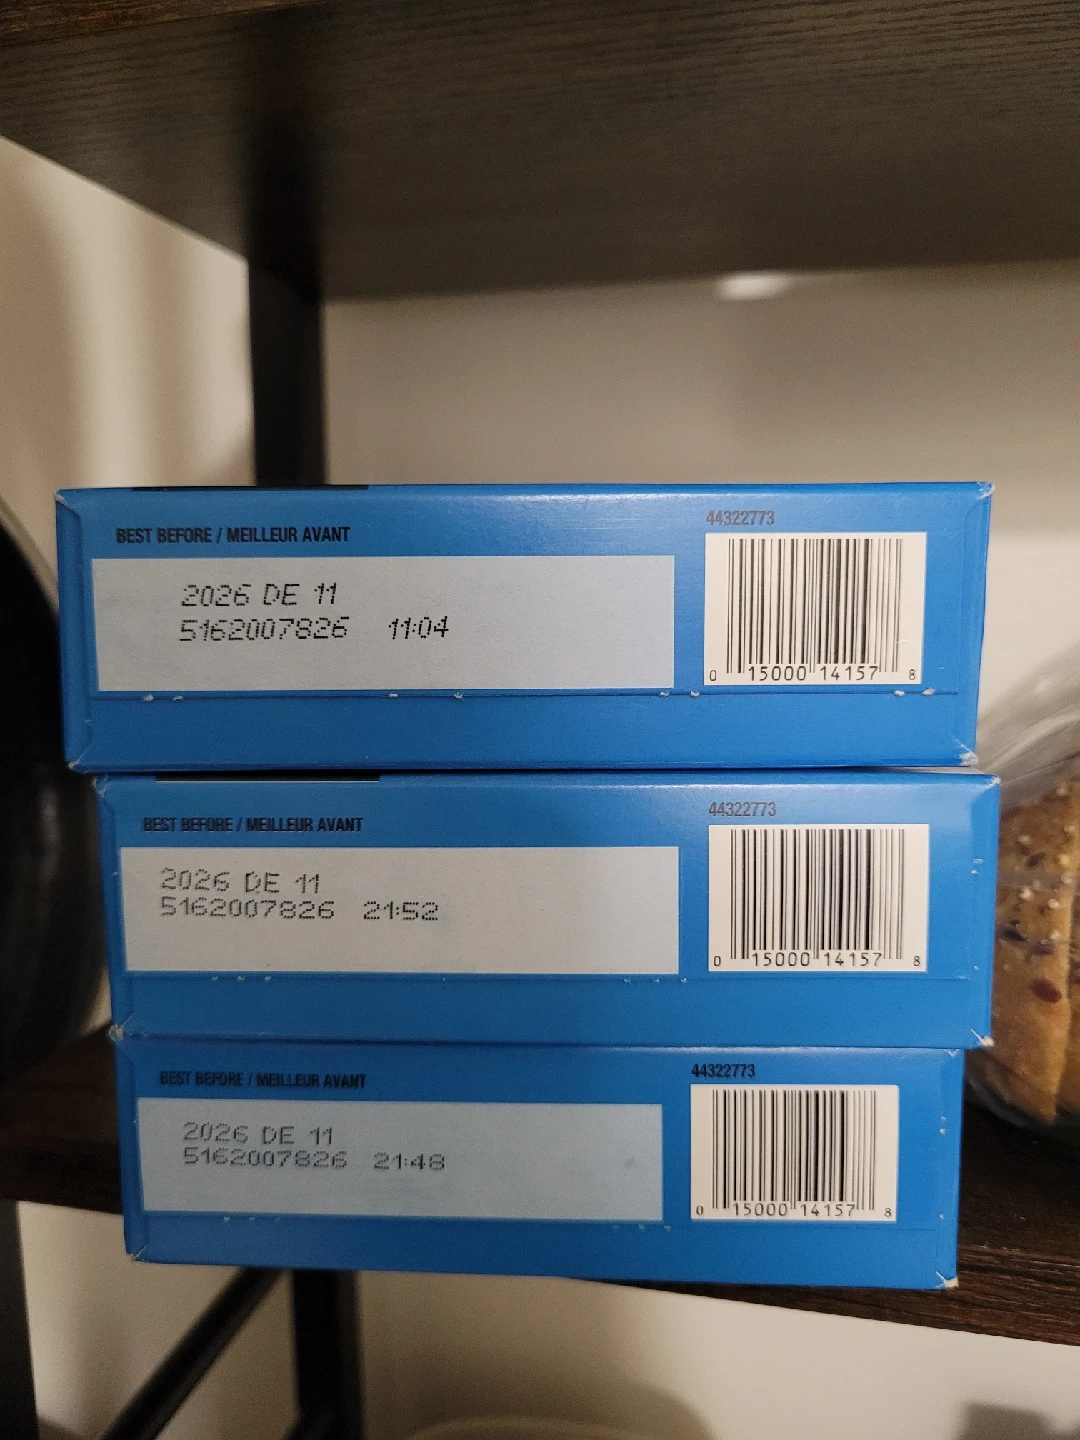 BEST BEFORE / MEILLEUR AVANT
2026 DE 11
5162007826 11:04
44322773
0 15000 14157 8
BEST BEFORE / MEILLEUR AVANT
2026 DE 11
5162007826 21:52
44322773
0 15000 14157 8
BEST BEFORE / MEILLEUR AVANT
2026 DE 11
5162007826 21:48
44322773
0 15000 14157 8